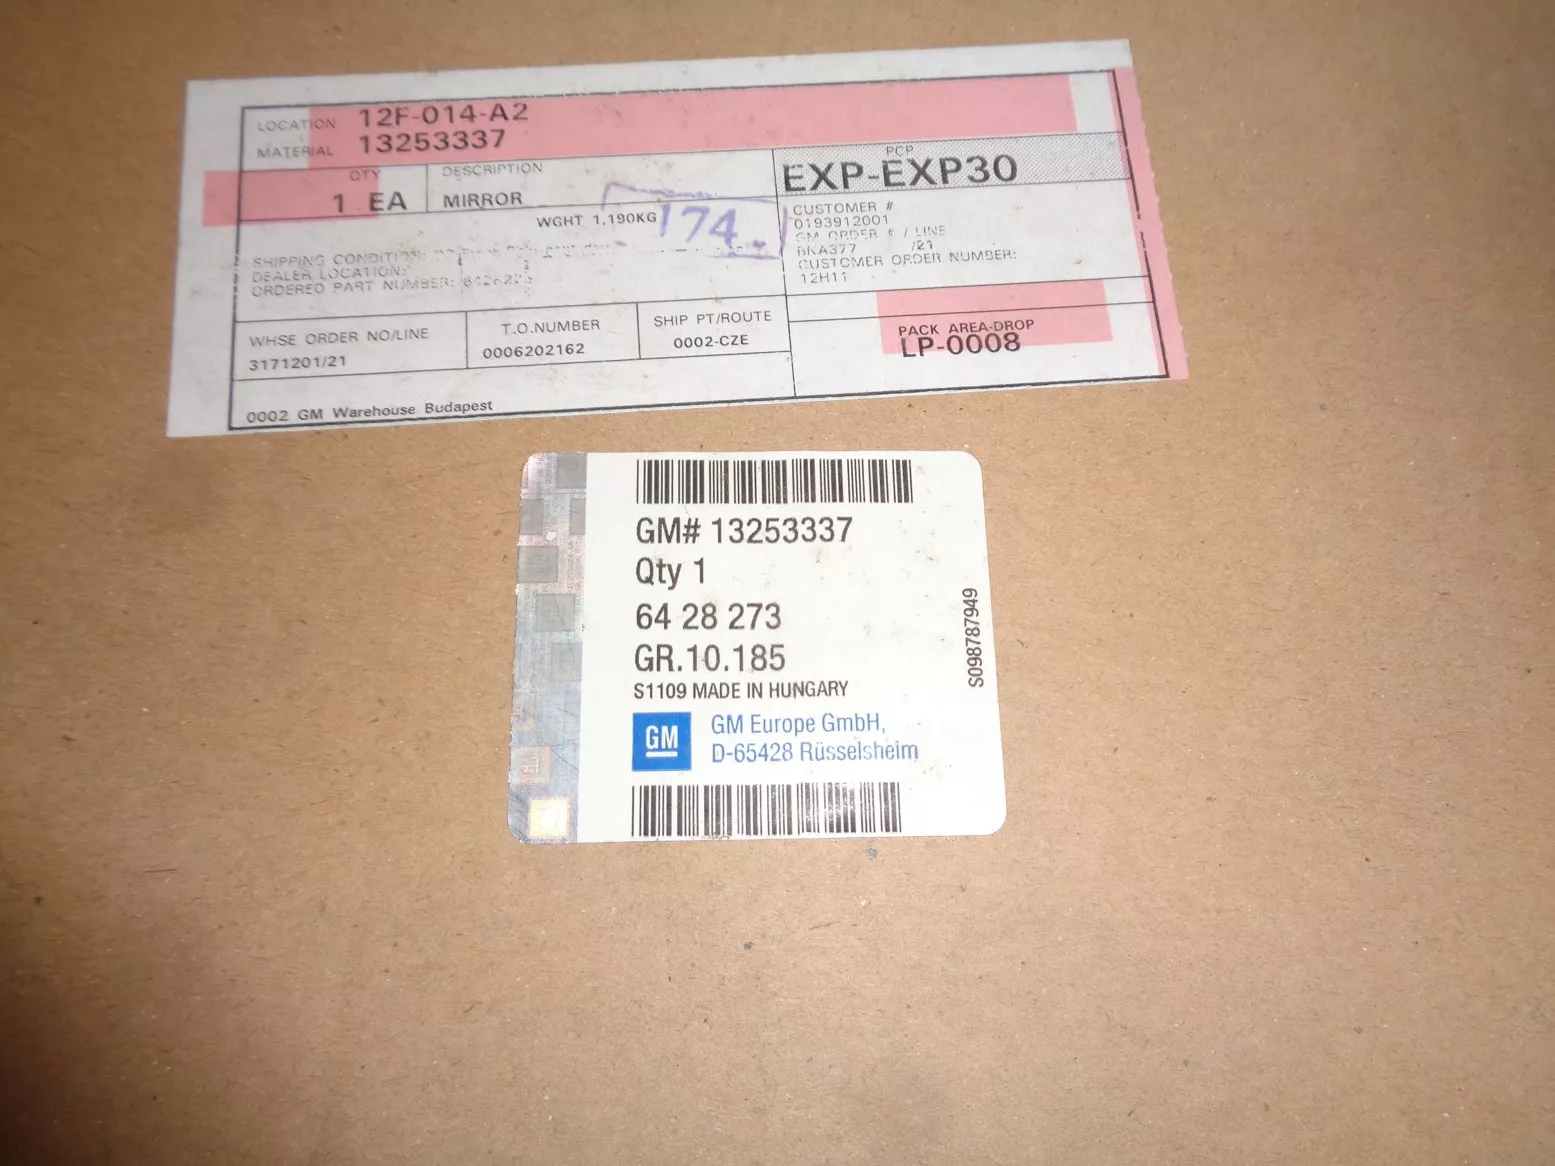 LOCATION 12F-014-A2
MATERIAL 13253337
QTY
1 EA
DESCRIPTION
MIRROR
WGHT 1,190KG
174
PCP
EXP-EXP30
CUSTOMER #
0193912001
GM ORDER # / LINE
BKA377 /21
CUSTOMER ORDER NUMBER:
12H11
SHIPPING CONDITION:
DEALER LOCATION:
ORDERED PART NUMBER:
WHSE ORDER NO/LINE
3171201/21
T.O.NUMBER
0006202162
SHIP PT/ROUTE
0002-CZE
PACK AREA-DROP
LP-0008
0002 GM Warehouse Budapest
GM# 13253337
Qty 1
64 28 273
GR.10.185
S1109 MADE IN HUNGARY
GM
GM Europe GmbH,
D-65428 Rüsselsheim
S098787949